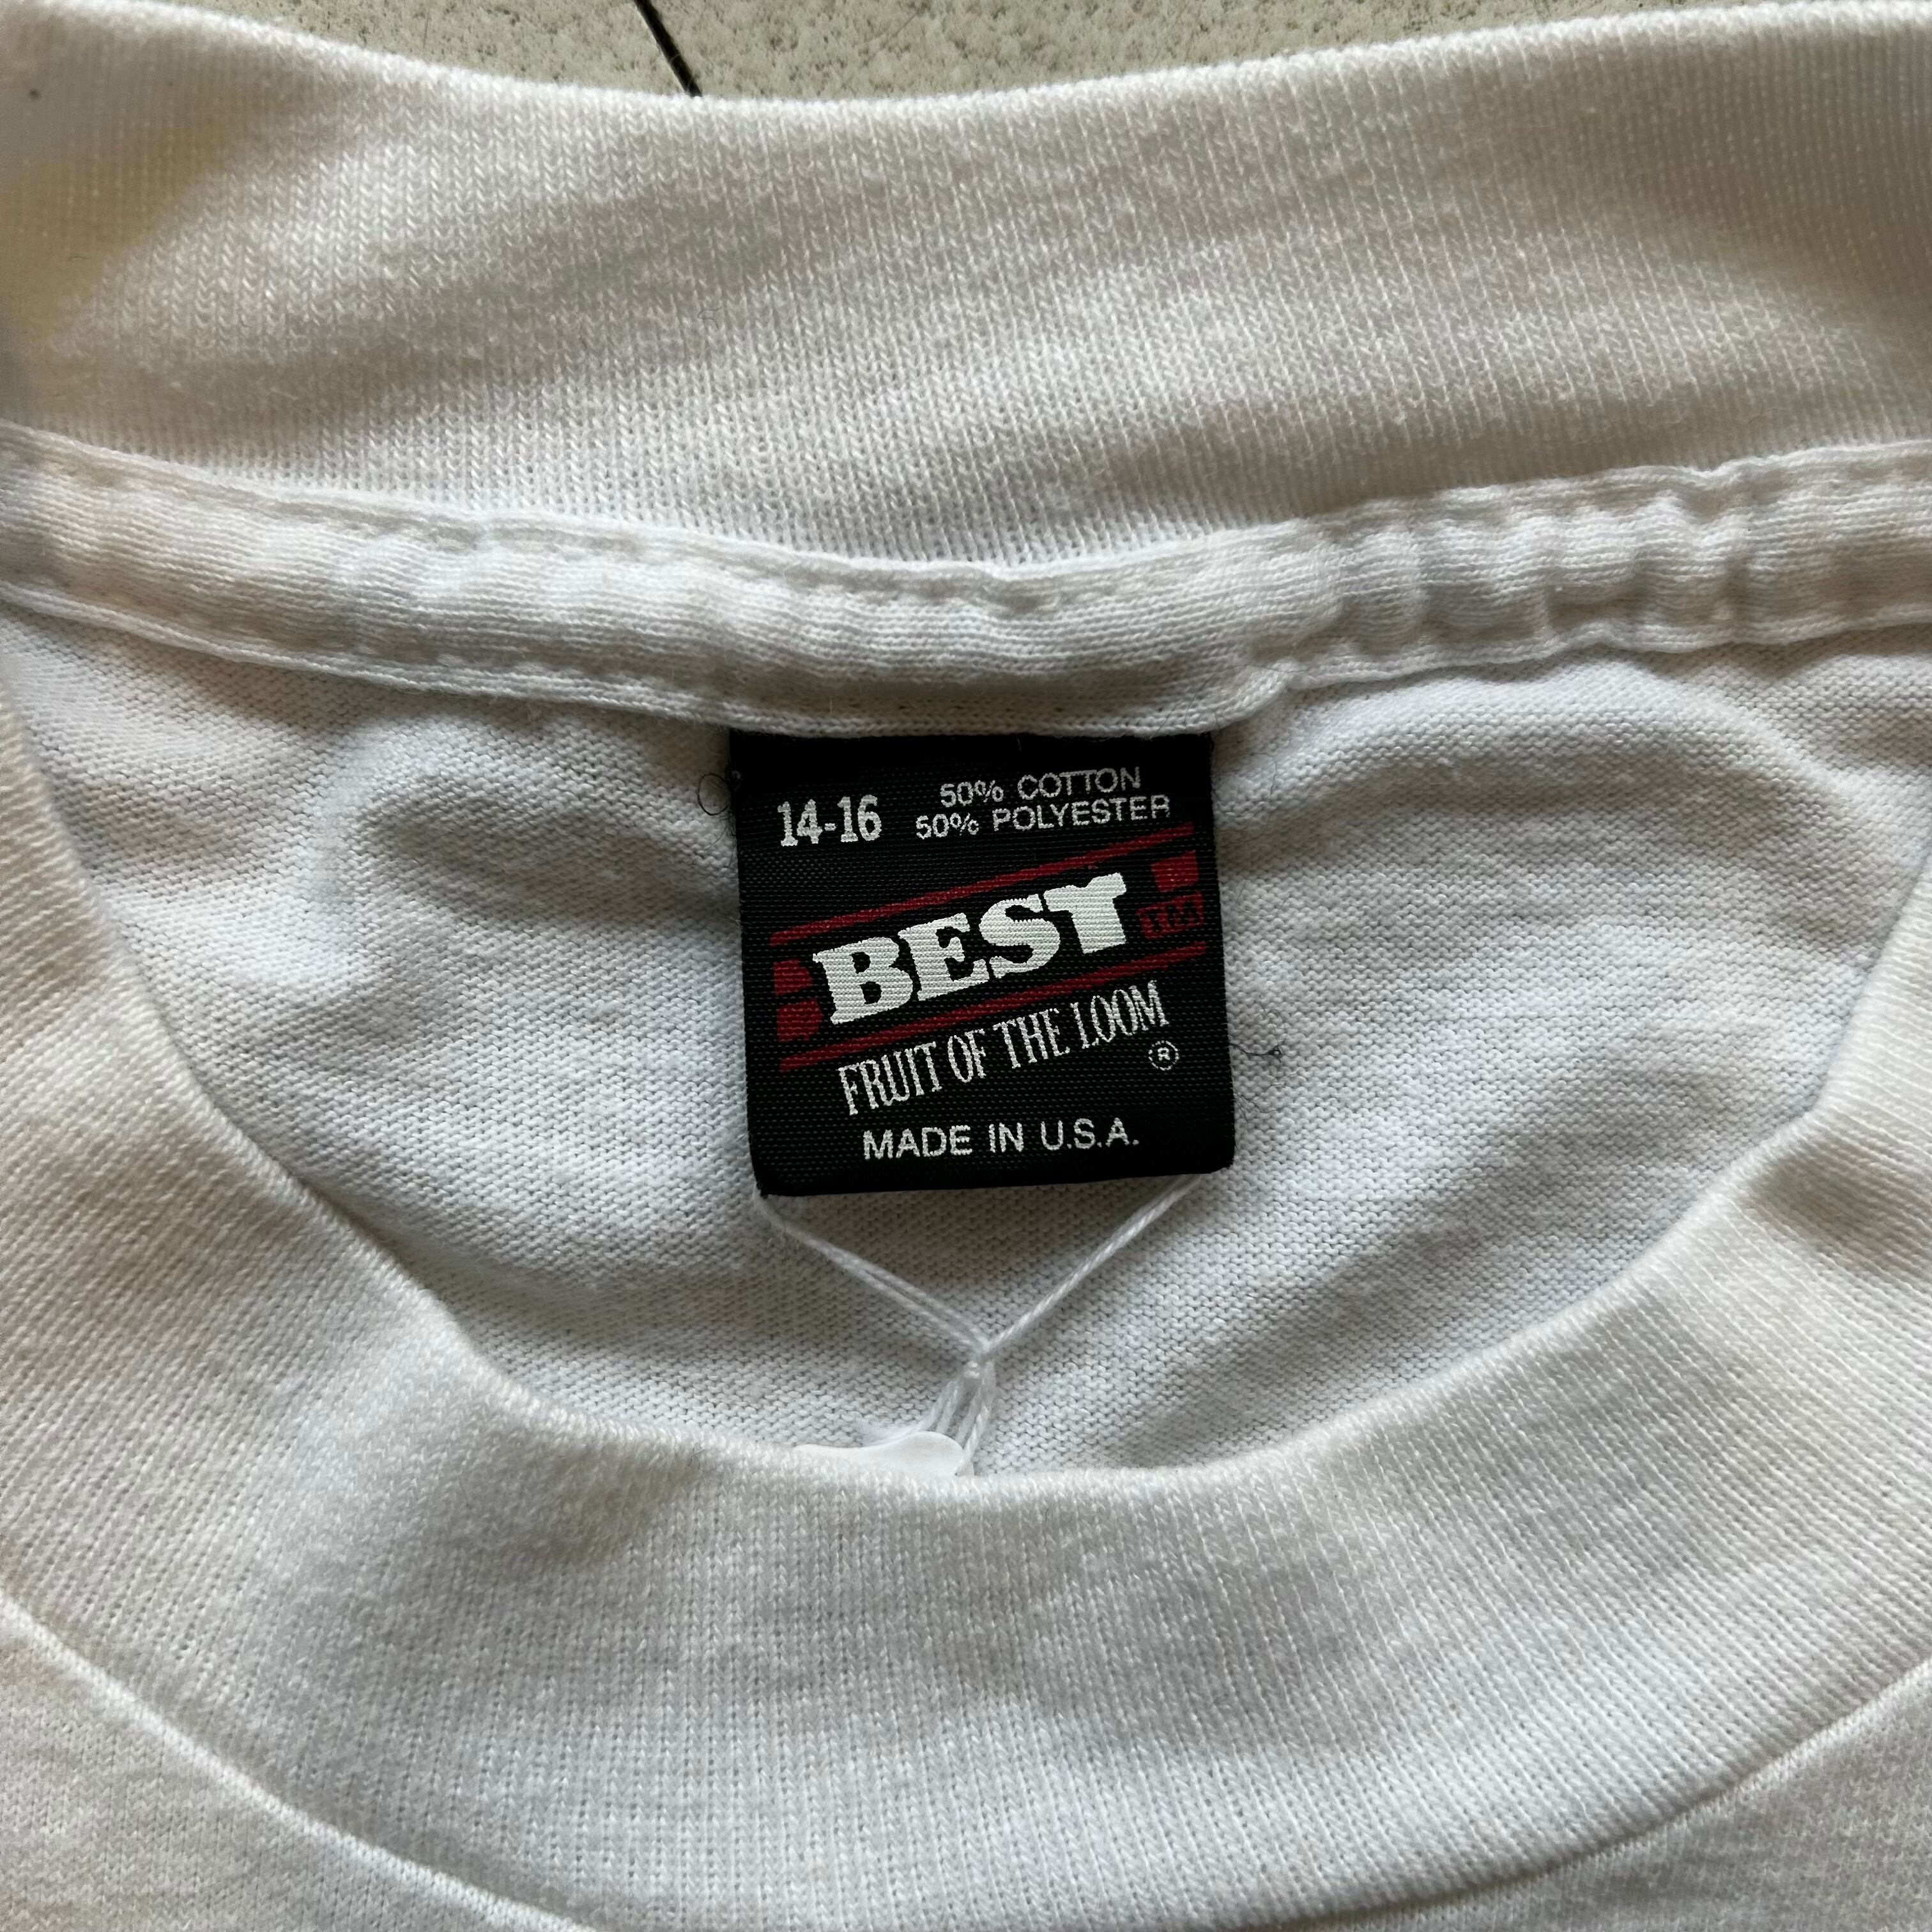 14-16
50% COTTON
50% POLYESTER
BEST
FRUIT OF THE LOOM
®
MADE IN U.S.A.